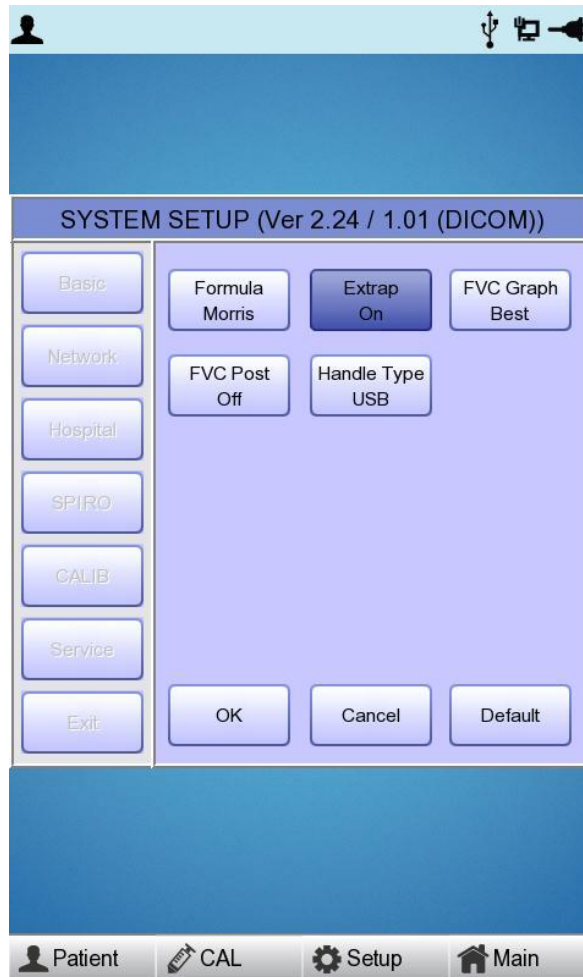 SYSTEM SETUP (Ver 2.24 / 1.01 (DICOM))
Basic
Network
Hospital
SPIRO
CALIB
Service
Exit
Formula
Morris
Extrap
On
FVC Graph
Best
FVC Post
Off
Handle Type
USB
OK
Cancel
Default
Patient
CAL
Setup
Main